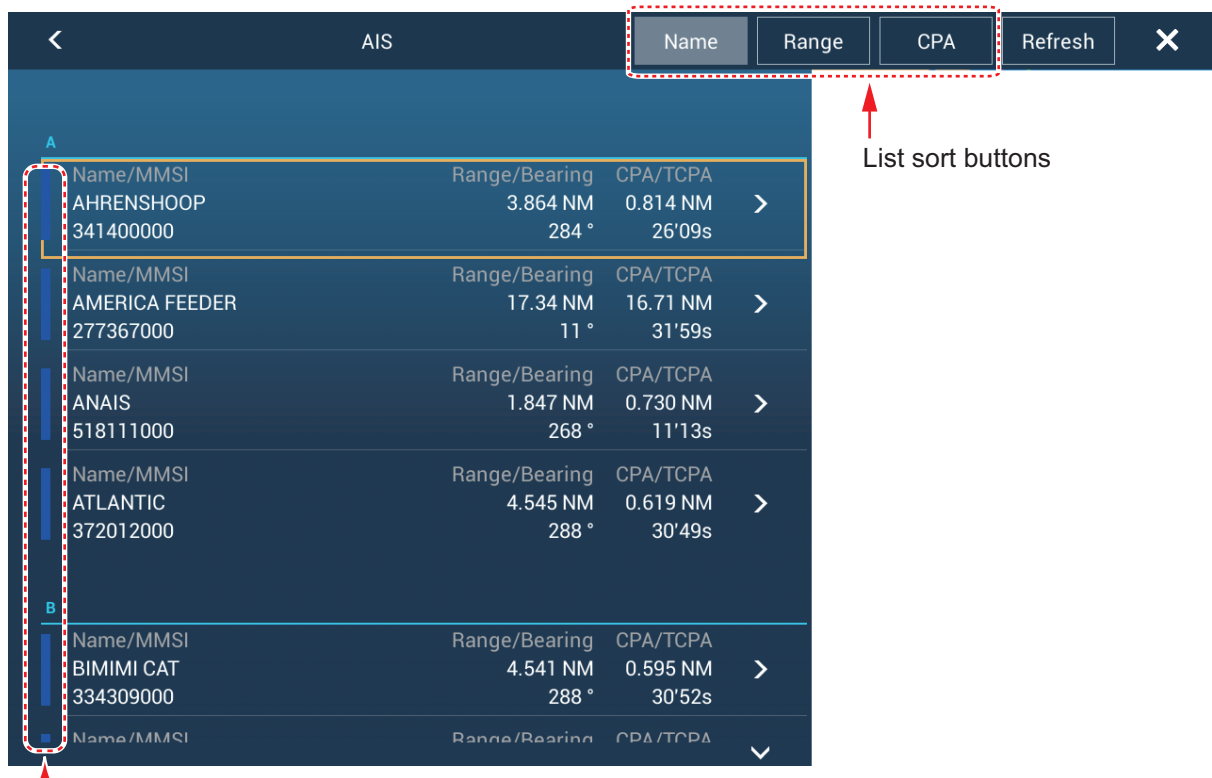 AIS Name Range CPA Refresh
List sort buttons
A
Name/MMSI Range/Bearing CPA/TCPA
AHRENSHOOP 3.864 NM 0.814 NM
341400000 284 ° 26'09s
Name/MMSI Range/Bearing CPA/TCPA
AMERICA FEEDER 17.34 NM 16.71 NM
277367000 11 ° 31'59s
Name/MMSI Range/Bearing CPA/TCPA
ANAIS 1.847 NM 0.730 NM
518111000 268 ° 11'13s
Name/MMSI Range/Bearing CPA/TCPA
ATLANTIC 4.545 NM 0.619 NM
372012000 288 ° 30'49s
B
Name/MMSI Range/Bearing CPA/TCPA
BIMIMI CAT 4.541 NM 0.595 NM
334309000 288 ° 30'52s
Name/MMSI Range/Bearing CPA/TCPA